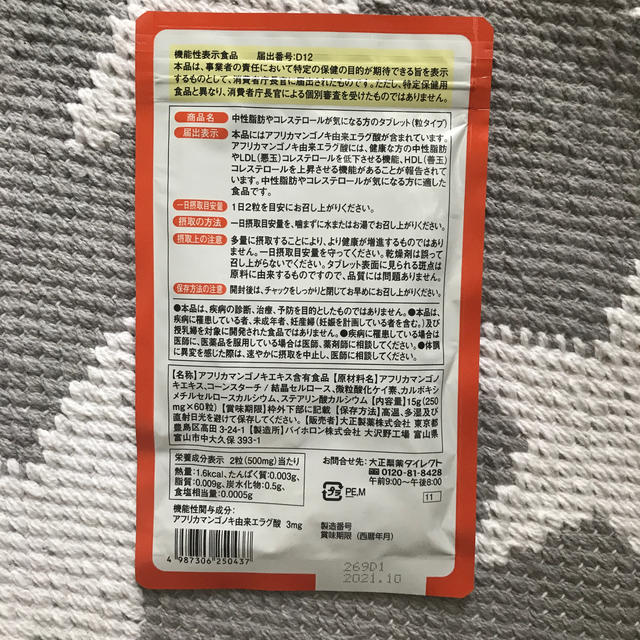 機能性表示食品 届出番号:D12
本品は、事業者の責任において特定の保健の目的が期待できる旨を表示
するものとして、消費者庁長官に届出されたものです。ただし、特定保健用
食品と異なり、消費者庁長官による個別審査を受けたものではありません。
商品名 中性脂肪やコレステロールが気になる方のタブレット(粒タイプ)
届出表示 本品にはアフリカマンゴノキ由来エラグ酸が含まれています。
アフリカマンゴノキ由来エラグ酸には、健康な方の中性脂肪
やLDL(悪玉)コレステロールを低下させる機能、HDL(善玉)
コレステロールを上昇させる機能があることが報告されて
います。中性脂肪やコレステロールが気になる方に適した
食品です。
一日摂取目安量 1日2粒を目安にお召し上がりください。
摂取の方法 一日摂取目安量を、噛まずに水またはお湯でお召し上がりください。
摂取上の注意 多量に摂取することにより、より健康が増進するものではあり
ません。一日摂取目安量を守ってください。乾燥剤は誤って
召し上がらないでください。タブレット表面に見られる斑点は
原料に由来するものですので、品質には問題ありません。
保存方法の注意 開封後は、チャックをしっかりと閉じてお早めにお召し上がりください。
●本品は、疾病の診断、治療、予防を目的としたものではありません。●本品は、
疾病に罹患している者、未成年者、妊産婦(妊娠を計画している者を含む。)及び
授乳婦を対象に開発された食品ではありません。●疾病に罹患している場合は
医師に、医薬品を服用している場合は医師、薬剤師に相談してください。●体調
に異変を感じた際は、速やかに摂取を中止し、医師に相談してください。
【名称】アフリカマンゴノキエキス含有食品【原材料名】アフリカマンゴノ
キエキス、コーンスターチ/結晶セルロース、微粒酸化ケイ素、カルボキシ
メチルセルロースカルシウム、ステアリン酸カルシウム【内容量】15g(250
mg×60粒)【賞味期限】枠外下部に記載【保存方法】高温、多湿及び
直射日光を避けて保存してください。【販売者】大正製薬株式会社 東京都
豊島区高田3-24-1【製造所】バイホロン株式会社 大沢野工場 富山県
富山市中大久保393-1
栄養成分表示 2粒(500mg)当たり
熱量:1.6kcal、たんぱく質:0.003g、
脂質:0.009g、炭水化物:0.5g、
食塩相当量:0.0005g
機能性関与成分:
アフリカマンゴノキ由来エラグ酸 3mg
4 987306 250437
お問合せ先:大正製薬ダイレクト
0120-81-8428
午前9:00~午後8:00
プラ PE,M
11
製造番号
賞味期限(西暦年月)
269D1
2021.10